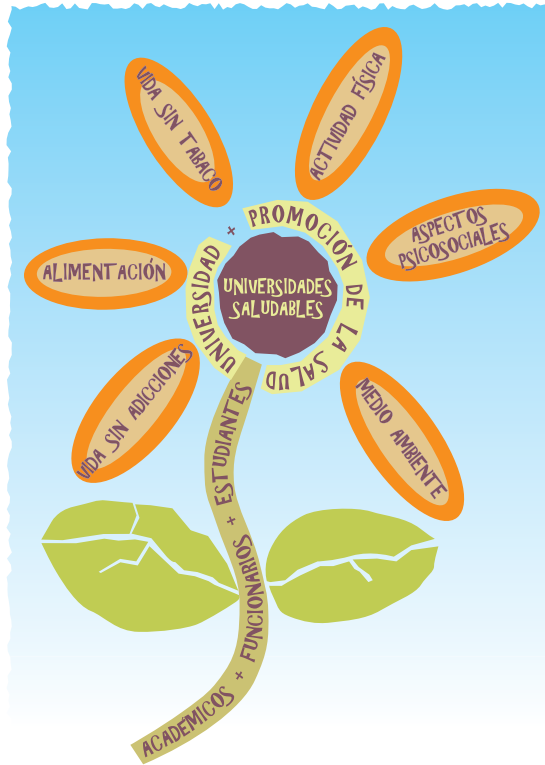 VIDA SIN TABACO
ACTIVIDAD FÍSICA
ASPECTOS
PSICOSOCIALES
MEDIO AMBIENTE
VIDA SIN ADICCIONES
ALIMENTACIÓN
UNIVERSIDAD + PROMOCIÓN DE LA SALUD
UNIVERSIDADES
SALUDABLES
ACADÉMICOS + FUNCIONARIOS + ESTUDIANTES